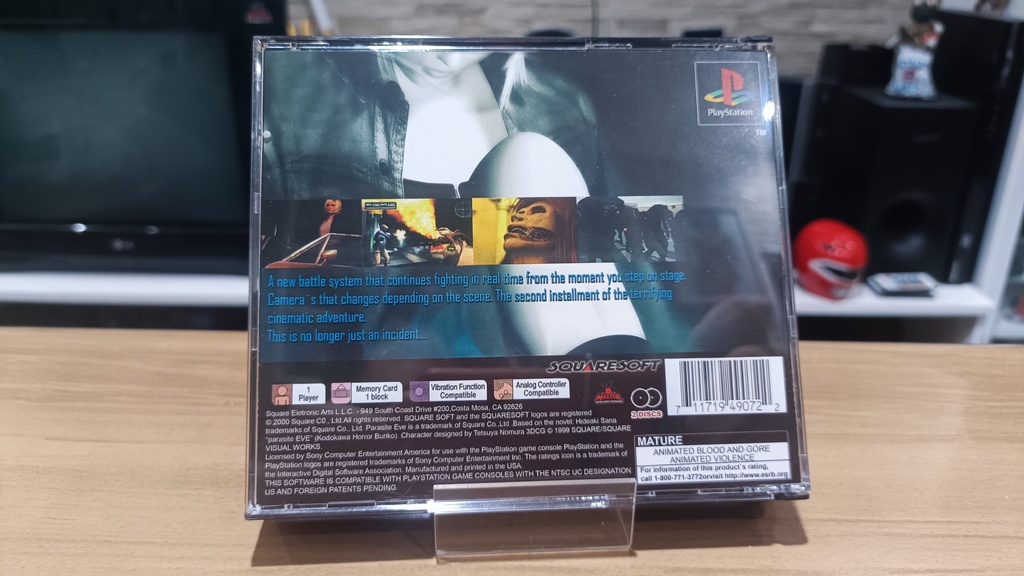 PlayStation
TM
A new battle system that continues fighting in real time from the moment you step on stage.
Camera`s that changes depending on the scene. The second installment of the terrifying
cinematic adventure.
This is no longer just an incident...
SQUARESOFT
1
Player
Memory Card
1 block
Vibration Function
Compatible
Analog Controller
Compatible
MASTER
2 DISCS
7 11719 49072 2
Square Eletronic Arts L.L.C. - 949 South Coast Drive #200,Costa Mosa, CA 92626
© 2000 Square CO., Ltd.All rights reserved. SQUARE SOFT and the SQUARESOFT logos are registered
trademarks of Square Co., Ltd. Parasite Eve is a trademark of Square Co.,Ltd.Based on the novel: Hideaki Sana
"parasite EVE" (Kodokawa Horror Bunko). Character designed by Tetsuya Nomura 3DCG © 1999 SQUARE/SQUARE
VISUAL WORKS
Licensed by Sony Computer Entertainment America for use with the PlayStation game console PlayStation and the
PlayStation logos are registered trademarks of Sony Computer Entertainment Inc. The ratings icon is a trademark of
the Interactive Digital Software Association. Manufactured and printed in the USA.
THIS SOFTWARE IS COMPATIBLE WITH PLAYSTATION GAME CONSOLES WITH THE NTSC UC DESIGNATION
US AND FOREIGN PATENTS PENDING
MATURE
ANIMATED BLOOD AND GORE
ANIMATED VIOLENCE
For information of this product`s rating,
call 1-800-771-3772orvisit http://www.esrb.org
LG